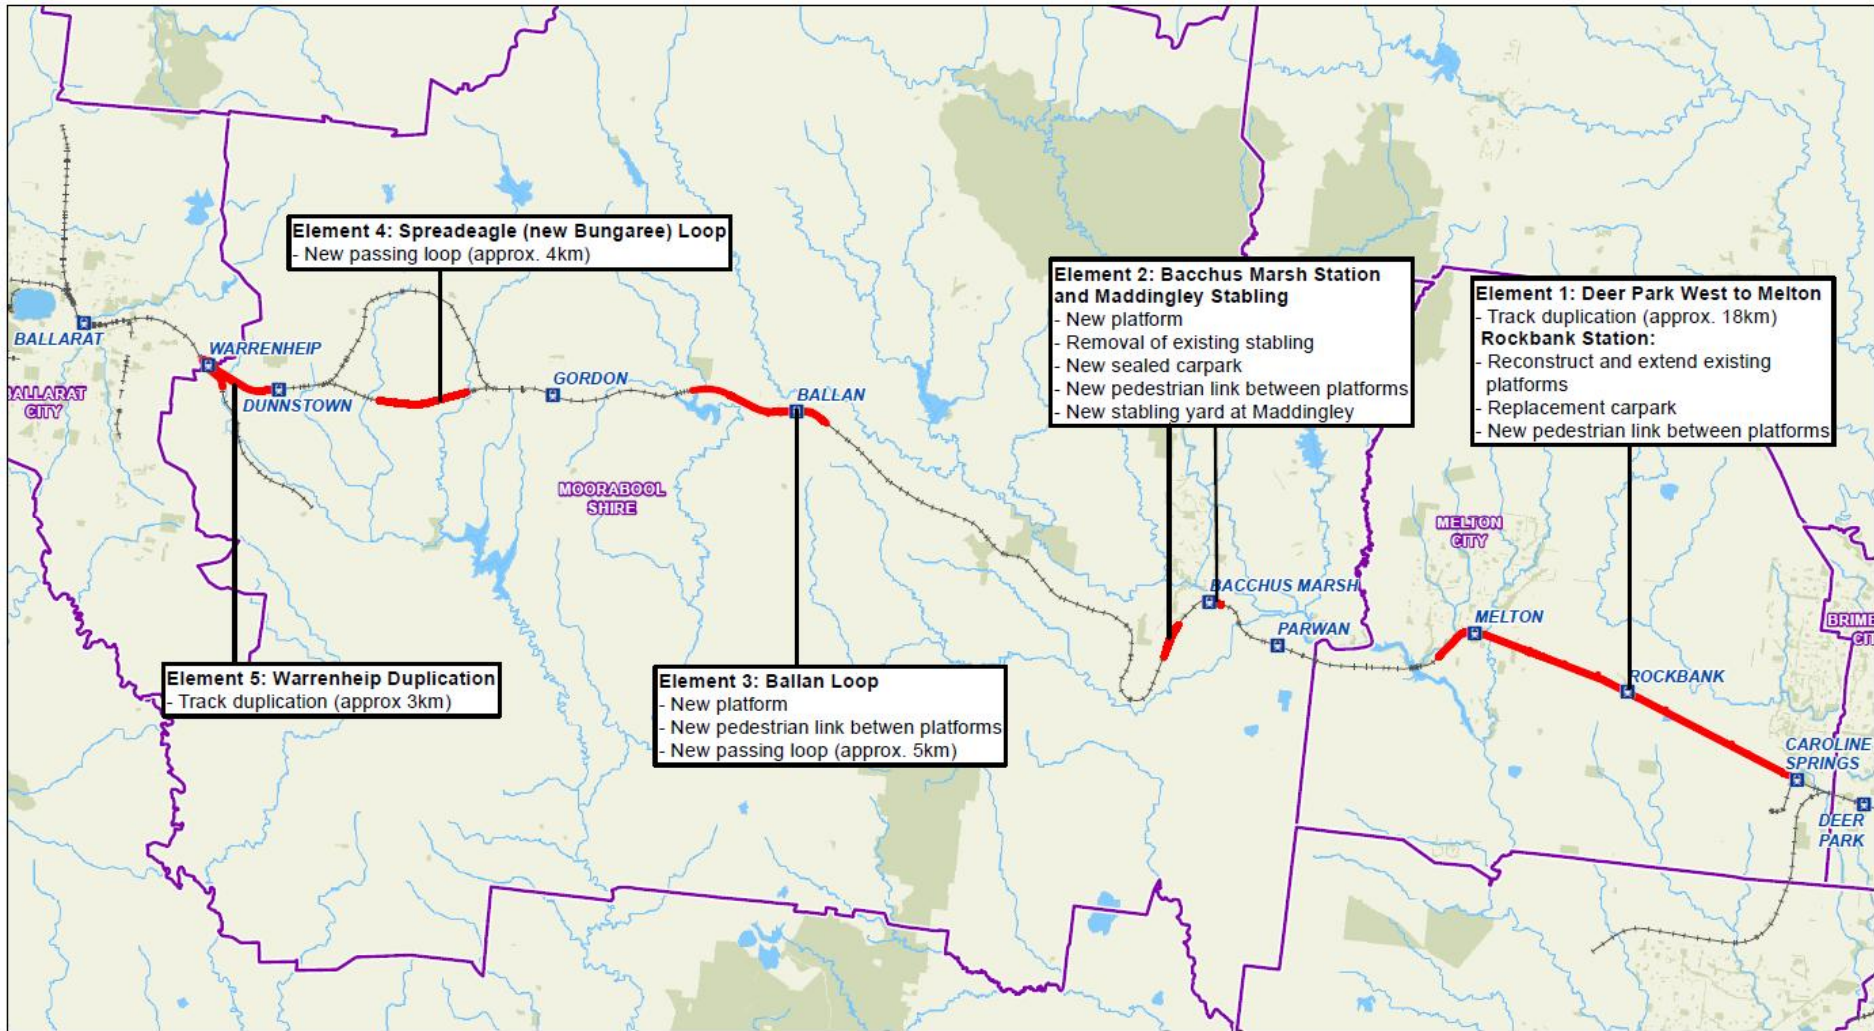 Element 4: Spreadeagle (new Bungaree) Loop
- New passing loop (approx. 4km)
Element 2: Bacchus Marsh Station
and Maddingley Stabling
- New platform
- Removal of existing stabling
- New sealed carpark
- New pedestrian link between platforms
- New stabling yard at Maddingley
Element 1: Deer Park West to Melton
- Track duplication (approx. 18km)
Rockbank Station:
- Reconstruct and extend existing
platforms
- Replacement carpark
- New pedestrian link between platforms
BALLARAT
WARRENHEIP
BALLARAT
CITY
DUNNSTOWN
GORDON
BALLAN
MOORABOOL
SHIRE
MELTON
CITY
BACCHUS MARSH
PARWAN
MELTON
BRIMB
CIT
ROCKBANK
Element 5: Warrenheip Duplication
- Track duplication (approx 3km)
Element 3: Ballan Loop
- New platform
- New pedestrian link betwen platforms
- New passing loop (approx. 5km)
CAROLINE
SPRINGS
DEER
PARK